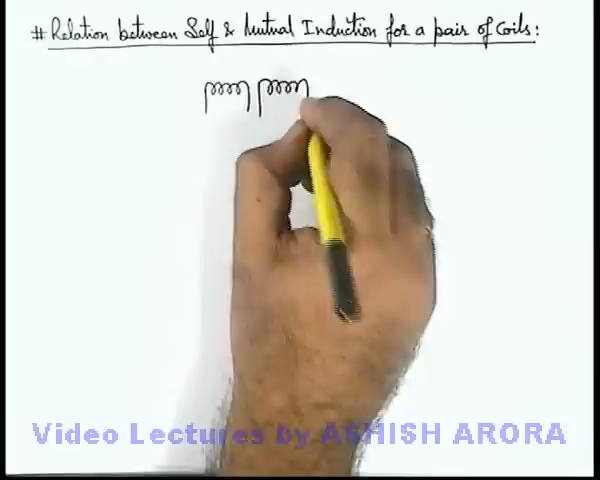 # Relation between Self & Mutual Induction for a pair of Coils:
Video Lectures by ASHISH ARORA